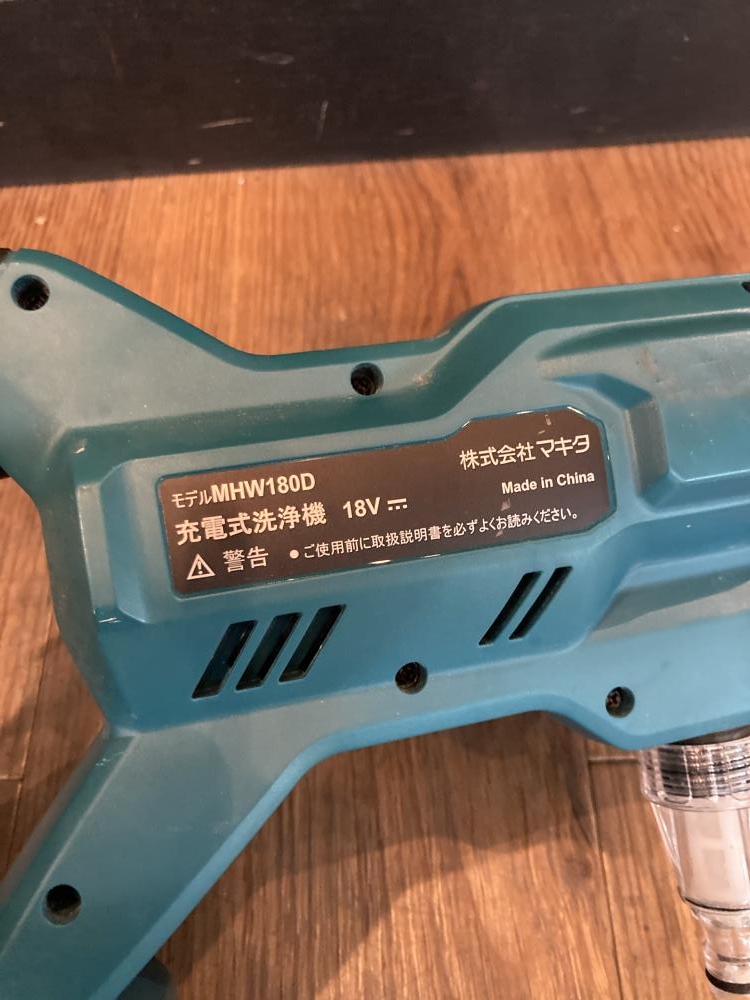 モデルMHW180D
株式会社マキタ
充電式洗浄機 18V
Made in China
警告 ●ご使用前に取扱説明書を必ずよくお読みください。